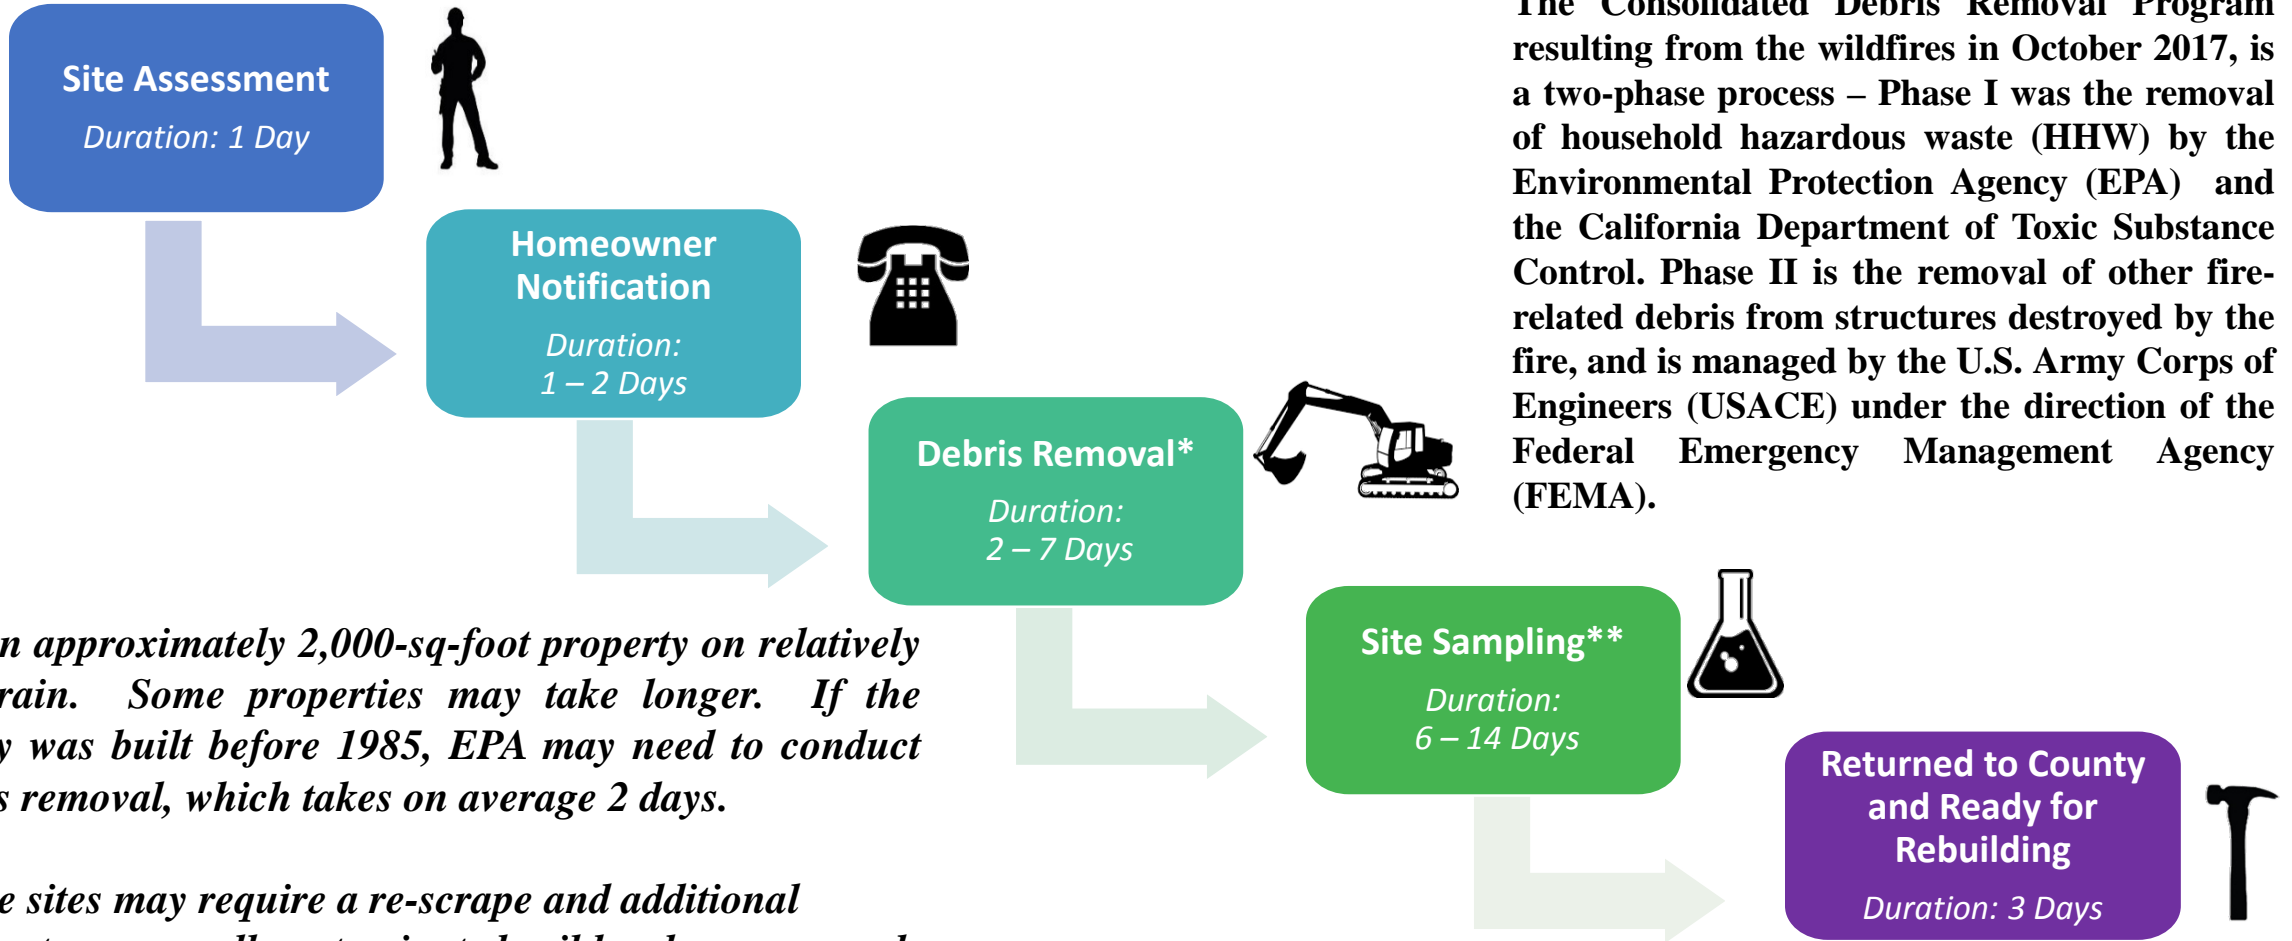 Site Assessment
Duration: 1 Day
Homeowner
Notification
Duration:
1 – 2 Days
Debris Removal*
Duration:
2 – 7 Days
Site Sampling**
Duration:
6 – 14 Days
Returned to County
and Ready for
Rebuilding
Duration: 3 Days
The Consolidated Debris Removal Program
resulting from the wildfires in October 2017, is
a two-phase process – Phase I was the removal
of household hazardous waste (HHW) by the
Environmental Protection Agency (EPA) and
the California Department of Toxic Substance
Control. Phase II is the removal of other fire-
related debris from structures destroyed by the
fire, and is managed by the U.S. Army Corps of
Engineers (USACE) under the direction of the
Federal Emergency Management Agency
(FEMA).
n approximately 2,000-sq-foot property on relatively
rain. Some properties may take longer. If the
y was built before 1985, EPA may need to conduct
s removal, which takes on average 2 days.
e sites may require a re-scrape and additional